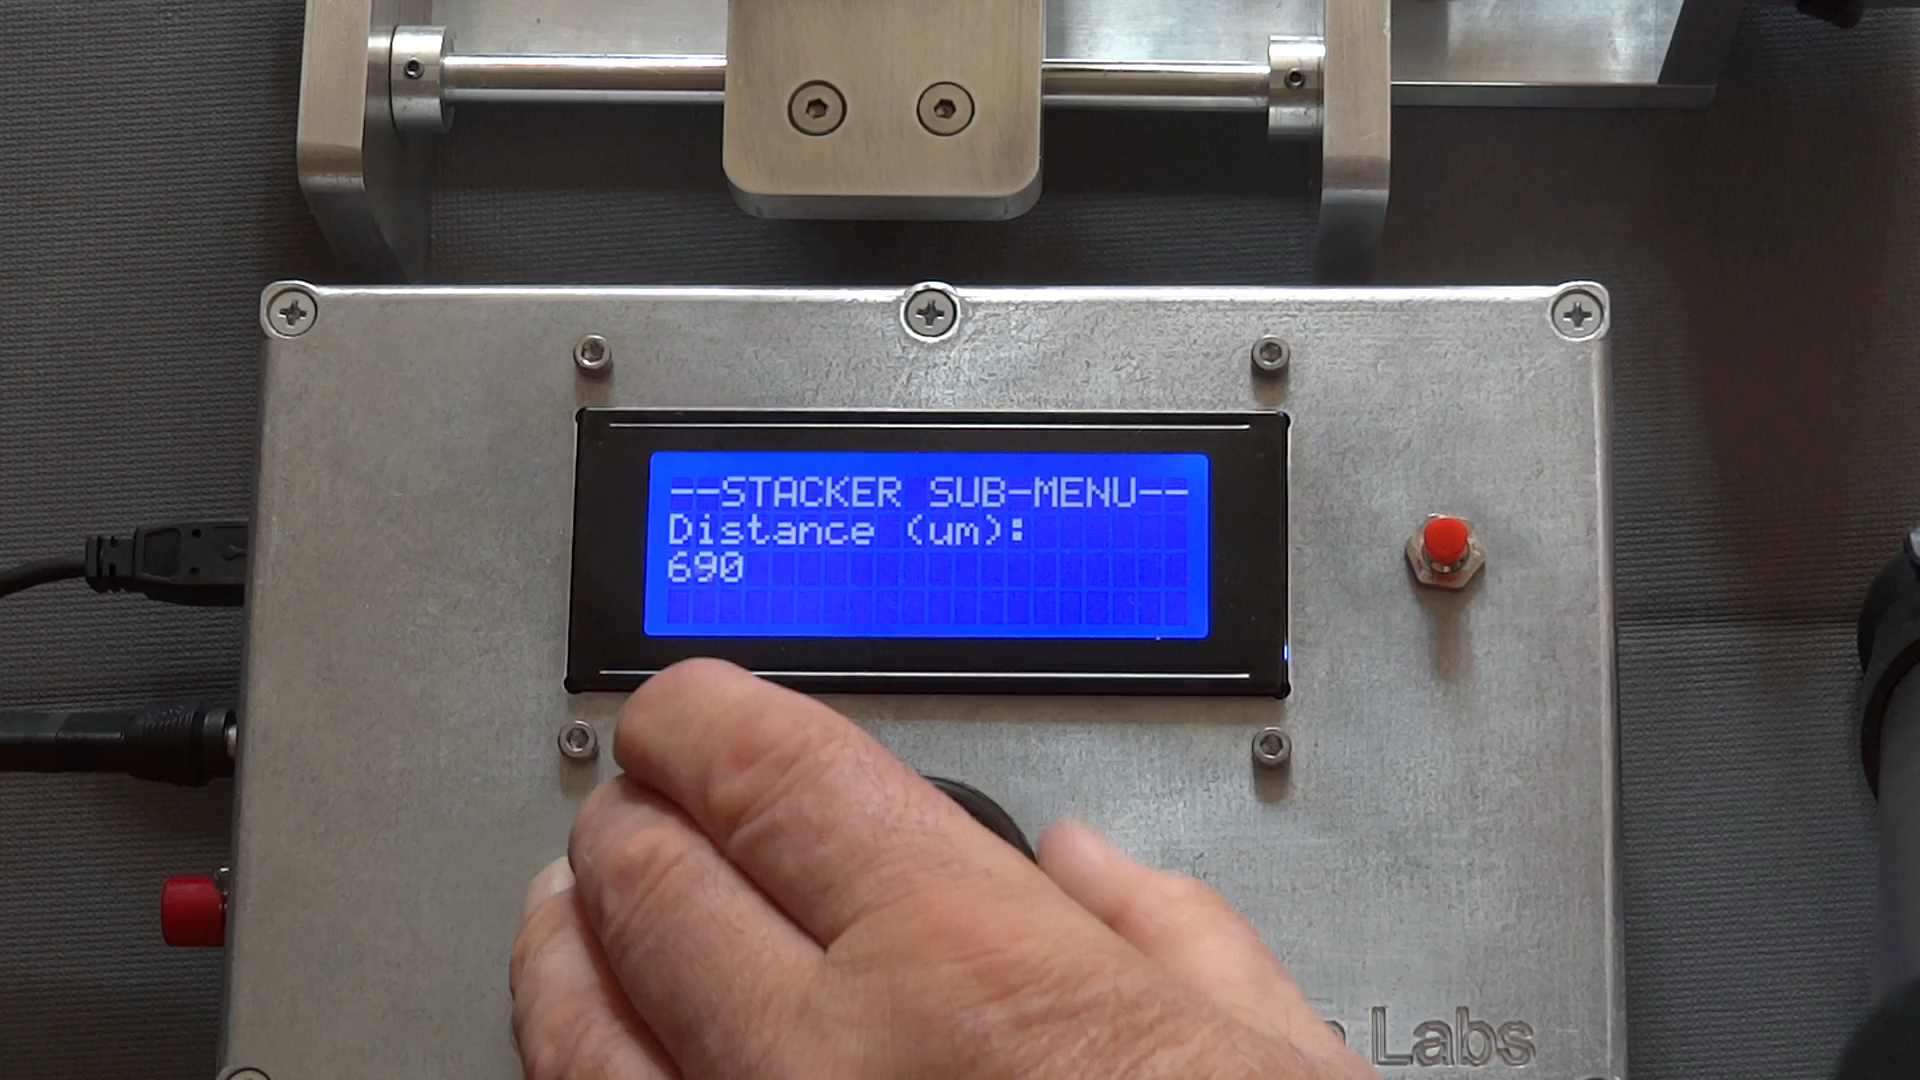 --STACKER SUB-MENU--
Distance (um):
690
Labs